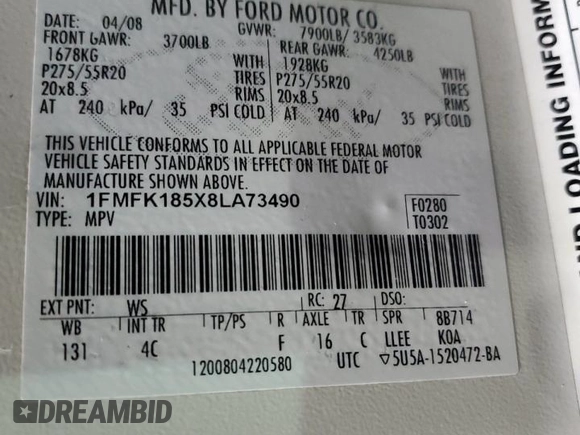 MFD. BY FORD MOTOR CO.
DATE: 04/08 GVWR: 7900LB/ 3583KG
FRONT GAWR: 3700LB REAR GAWR: 4250LB
1678KG WITH 1928KG WITH
P275/55R20 TIRES P275/55R20 TIRES
20x8.5 RIMS 20x8.5 RIMS
AT 240 kPa/ 35 PSI COLD AT 240 kPa/ 35 PSI COLD
THIS VEHICLE CONFORMS TO ALL APPLICABLE FEDERAL MOTOR
VEHICLE SAFETY STANDARDS IN EFFECT ON THE DATE OF
MANUFACTURE SHOWN ABOVE.
VIN: 1FMFK185X8LA73490 F0280
TYPE: MPV T0302
EXT PNT: WS RC: 27 DSO:
WB INT TR TP/PS R AXLE TR SPR 8B714
131 4C F 16 C LLEE KOA
1200804220580 UTC ▽5U5A-1520472-BA
ND LOADING INFORM
DREAMBID